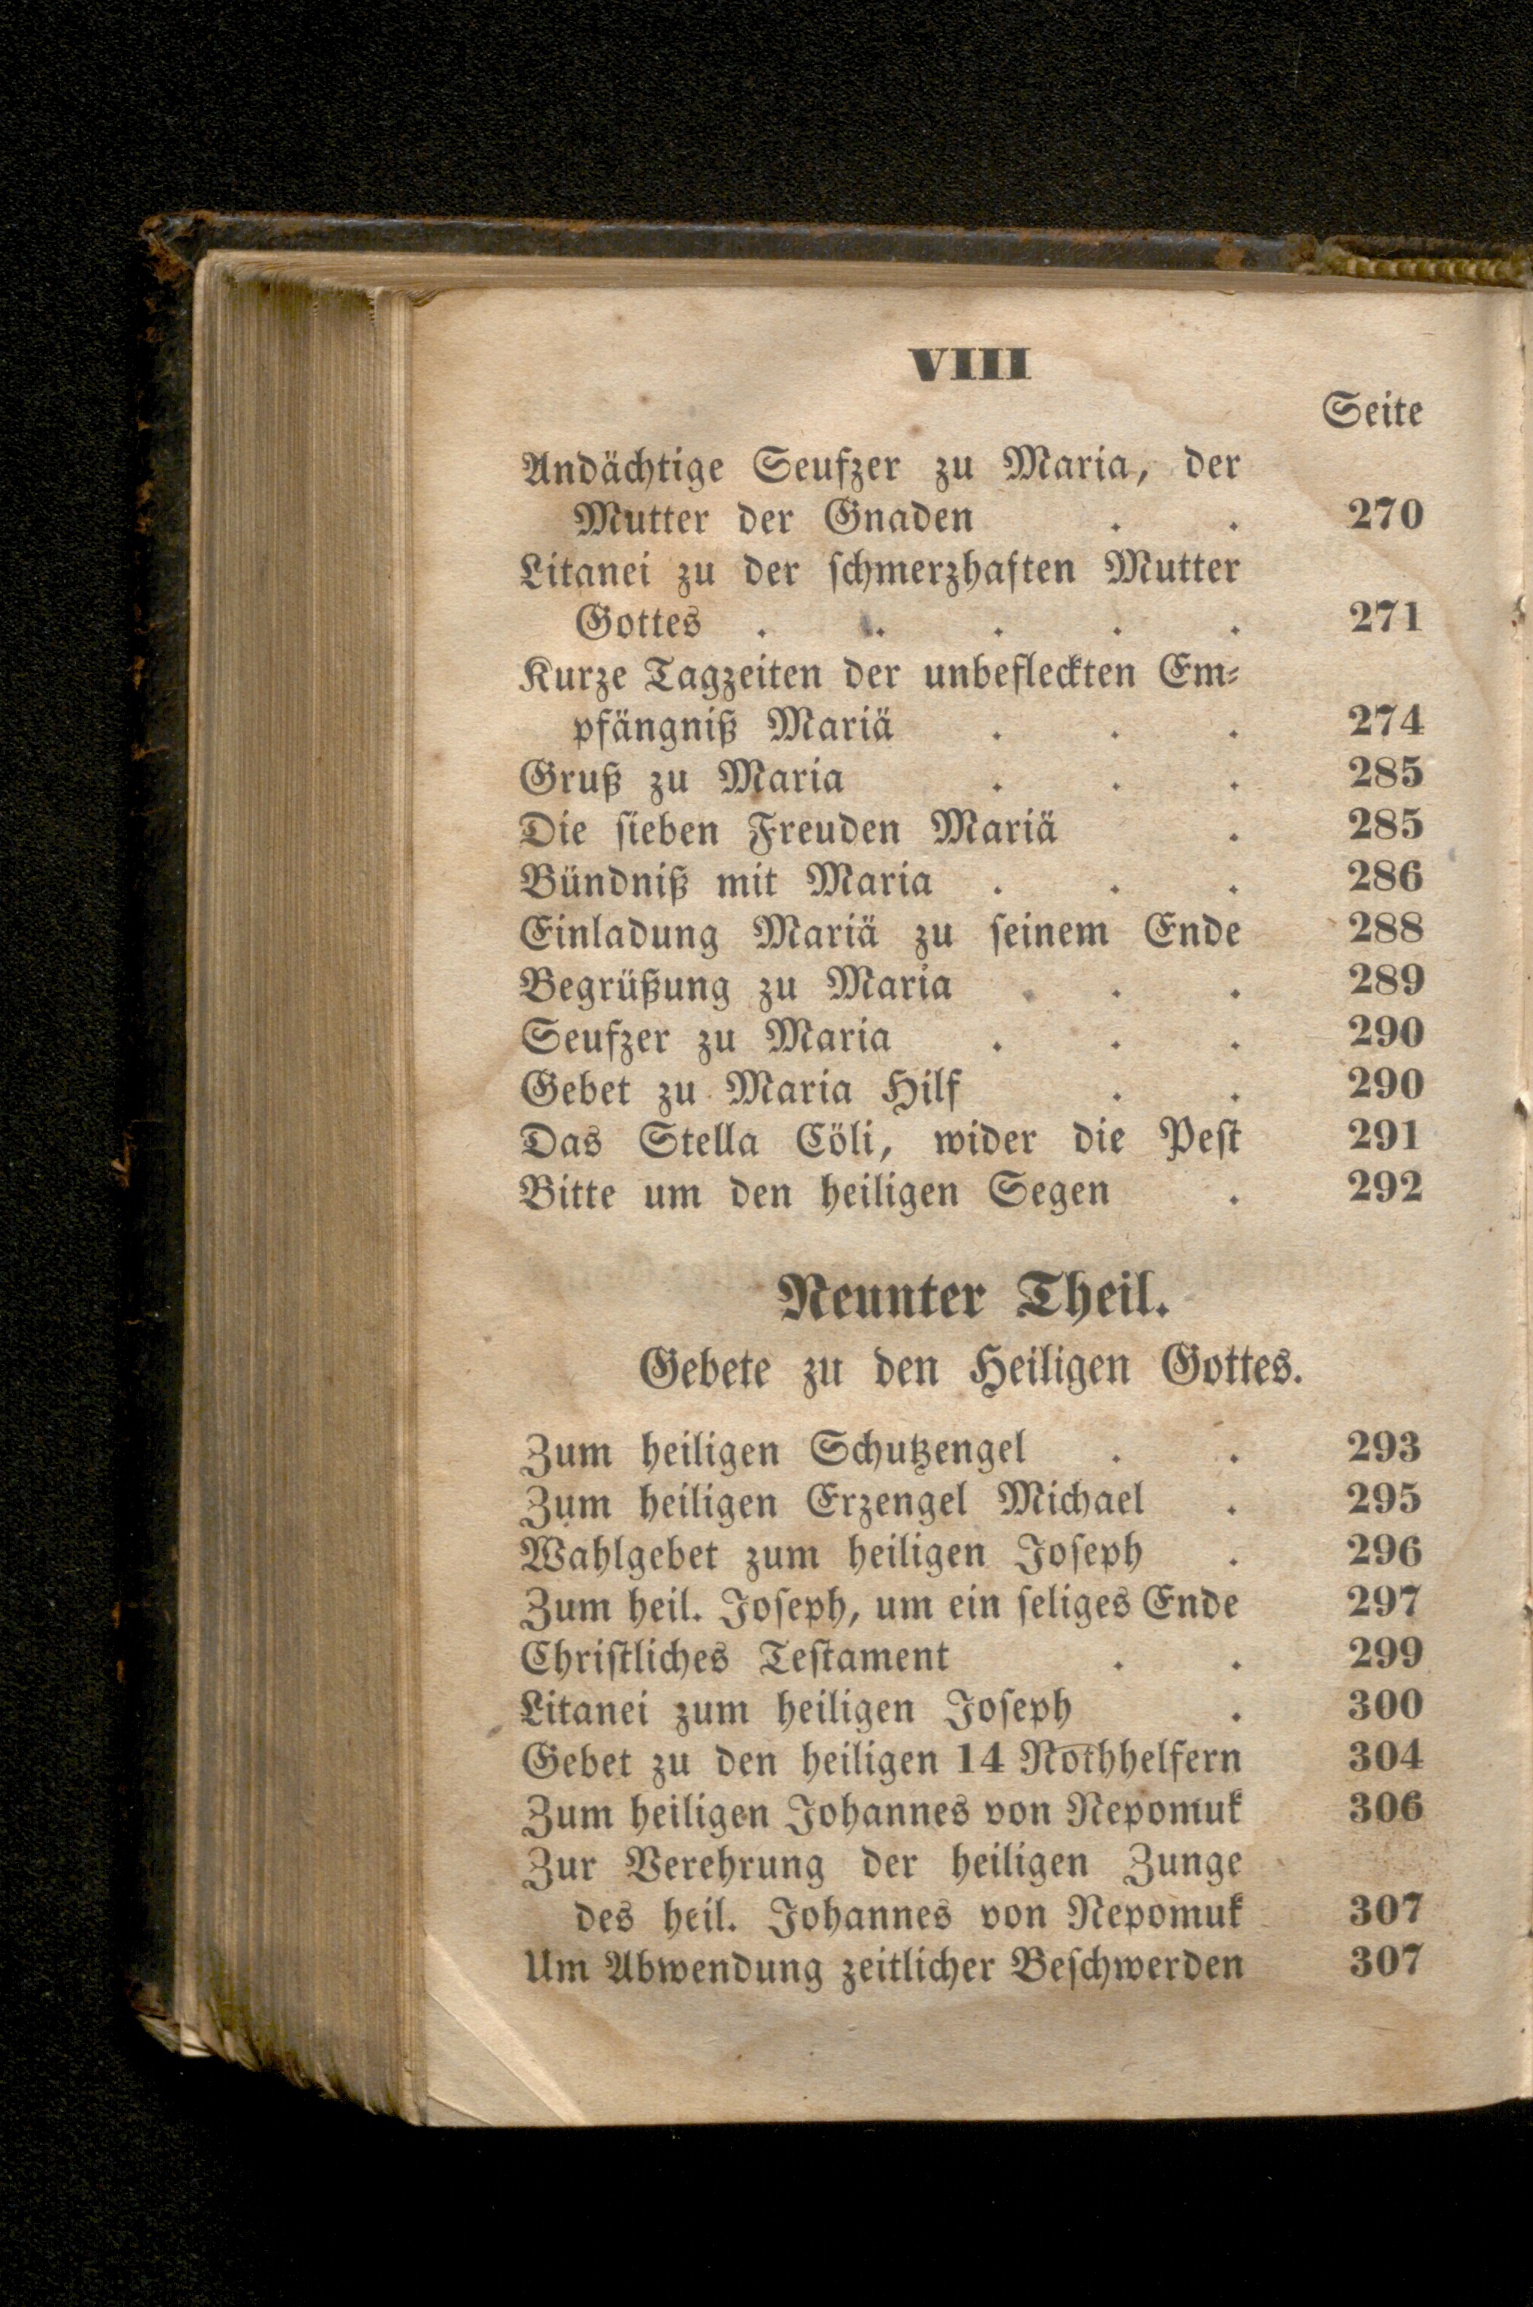 VIII
Seite
Andächtige Seufzer zu Maria, der
Mutter der Gnaden . . 270
Litanei zu der ſchmerzhaften Mutter
Gottes . . . . . 271
Kurze Tagzeiten der unbefleckten Em⸗
pfängniß Mariä . . . 274
Gruß zu Maria . . . 285
Die ſieben Freuden Mariä . 285
Bündniß mit Maria . . . 286
Einladung Mariä zu ſeinem Ende 288
Begrüßung zu Maria . . . 289
Seufzer zu Maria . . . 290
Gebet zu Maria Hilf . . 290
Das Stella Cöli, wider die Peſt 291
Bitte um den heiligen Segen . 292
Neunter Theil.
Gebete zu den Heiligen Gottes.
Zum heiligen Schutzengel . . 293
Zum heiligen Erzengel Michael . 295
Wahlgebet zum heiligen Joſeph . 296
Zum heil. Joſeph, um ein ſeliges Ende 297
Chriſtliches Teſtament . . 299
Litanei zum heiligen Joſeph . 300
Gebet zu den heiligen 14 Nothhelfern 304
Zum heiligen Johannes von Nepomuk 306
Zur Verehrung der heiligen Zunge
des heil. Johannes von Nepomuk 307
Um Abwendung zeitlicher Beſchwerden 307